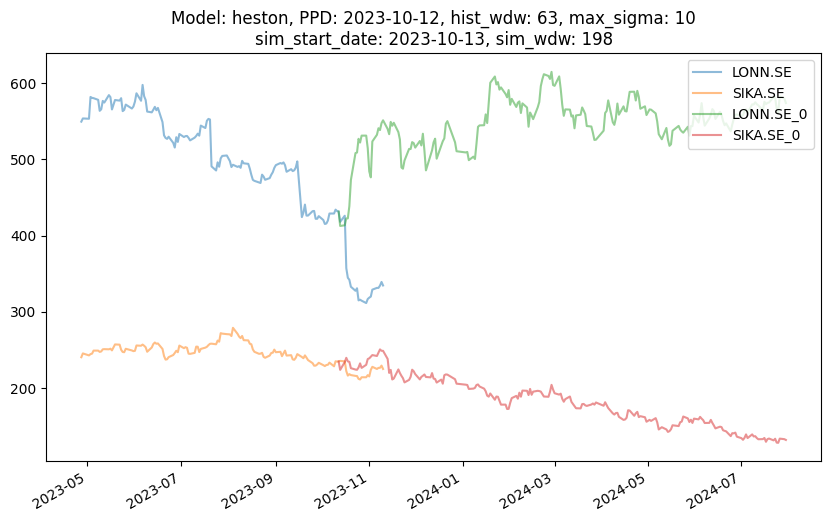 Model: heston, PPD: 2023-10-12, hist_wdw: 63, max_sigma: 10
sim_start_date: 2023-10-13, sim_wdw: 198
600
500
400
300
200
LONN.SE
SIKA.SE
LONN.SE_0
SIKA.SE_0
2023-05
2023-07
2023-09
2023-11
2024-01
2024-03
2024-05
2024-07